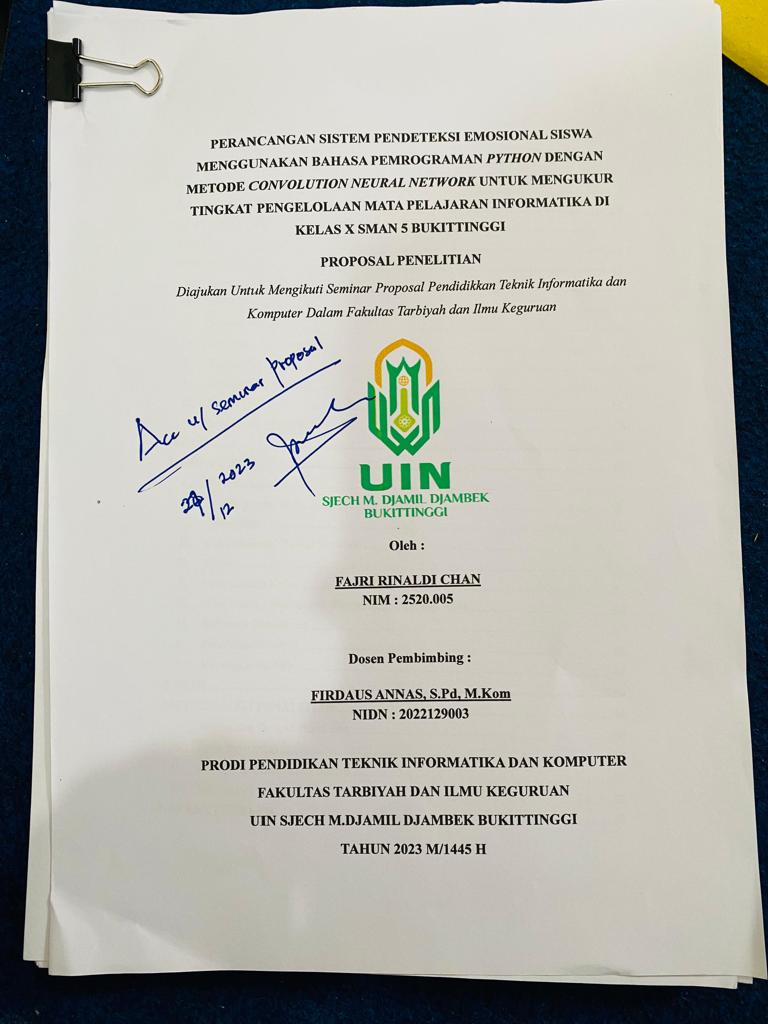 PERANCANGAN SISTEM PENDETEKSI EMOSIONAL SISWA
MENGGUNAKAN BAHASA PEMROGRAMAN PYTHON DENGAN
METODE CONVOLUTION NEURAL NETWORK UNTUK MENGUKUR
TINGKAT PENGELOLAAN MATA PELAJARAN INFORMATIKA DI
KELAS X SMAN 5 BUKITTINGGI
PROPOSAL PENELITIAN
Diajukan Untuk Mengikuti Seminar Proposal Pendidikkan Teknik Informatika dan
Komputer Dalam Fakultas Tarbiyah dan Ilmu Keguruan
Acc u/ seminar proposal
/ 2023
12
UIN
SJECH M. DJAMIL DJAMBEK
BUKITTINGGI
Oleh :
FAJRI RINALDI CHAN
NIM : 2520.005
Dosen Pembimbing :
FIRDAUS ANNAS, S.Pd, M.Kom
NIDN : 2022129003
PRODI PENDIDIKAN TEKNIK INFORMATIKA DAN KOMPUTER
FAKULTAS TARBIYAH DAN ILMU KEGURUAN
UIN SJECH M.DJAMIL DJAMBEK BUKITTINGGI
TAHUN 2023 M/1445 H